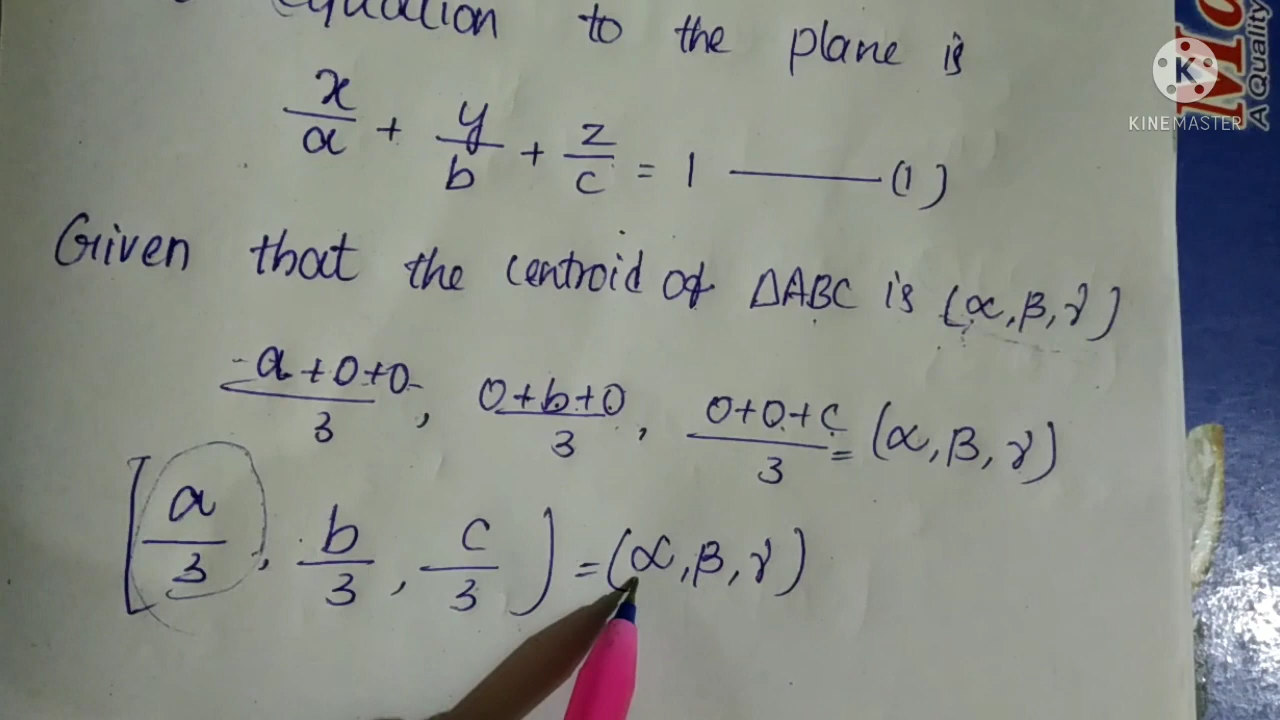 equation to the plane is
x/a + y/b + z/c = 1 ——— (1)
Given that the centroid of ΔABC is (α, β, γ)
a+0+0/3, 0+b+0/3, 0+0+c/3 = (α, β, γ)
[a/3, b/3, c/3) = (α, β, γ)
K
KINEMASTER
A Quality